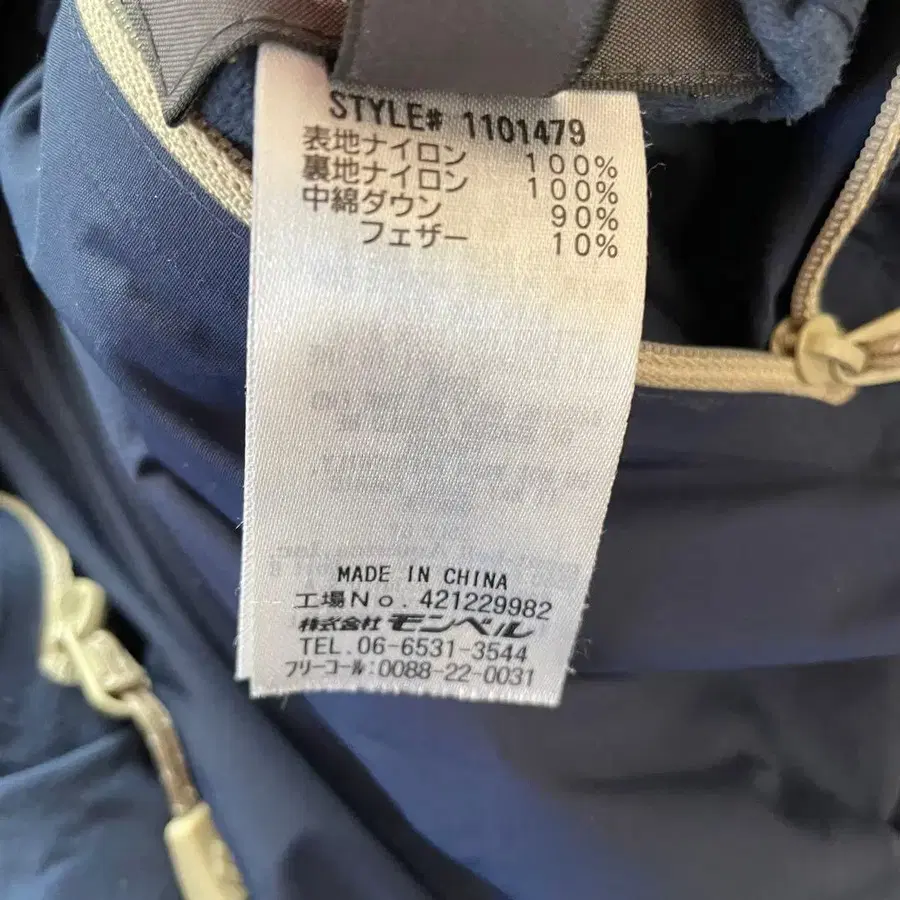 STYLE# 1101479
表地ナイロン 100%
裏地ナイロン 100%
中綿ダウン 90%
フェザー 10%
MADE IN CHINA
工場No. 421229982
株式会社 モンベル
TEL.06-6531-3544
フリーコール:0088-22-0031